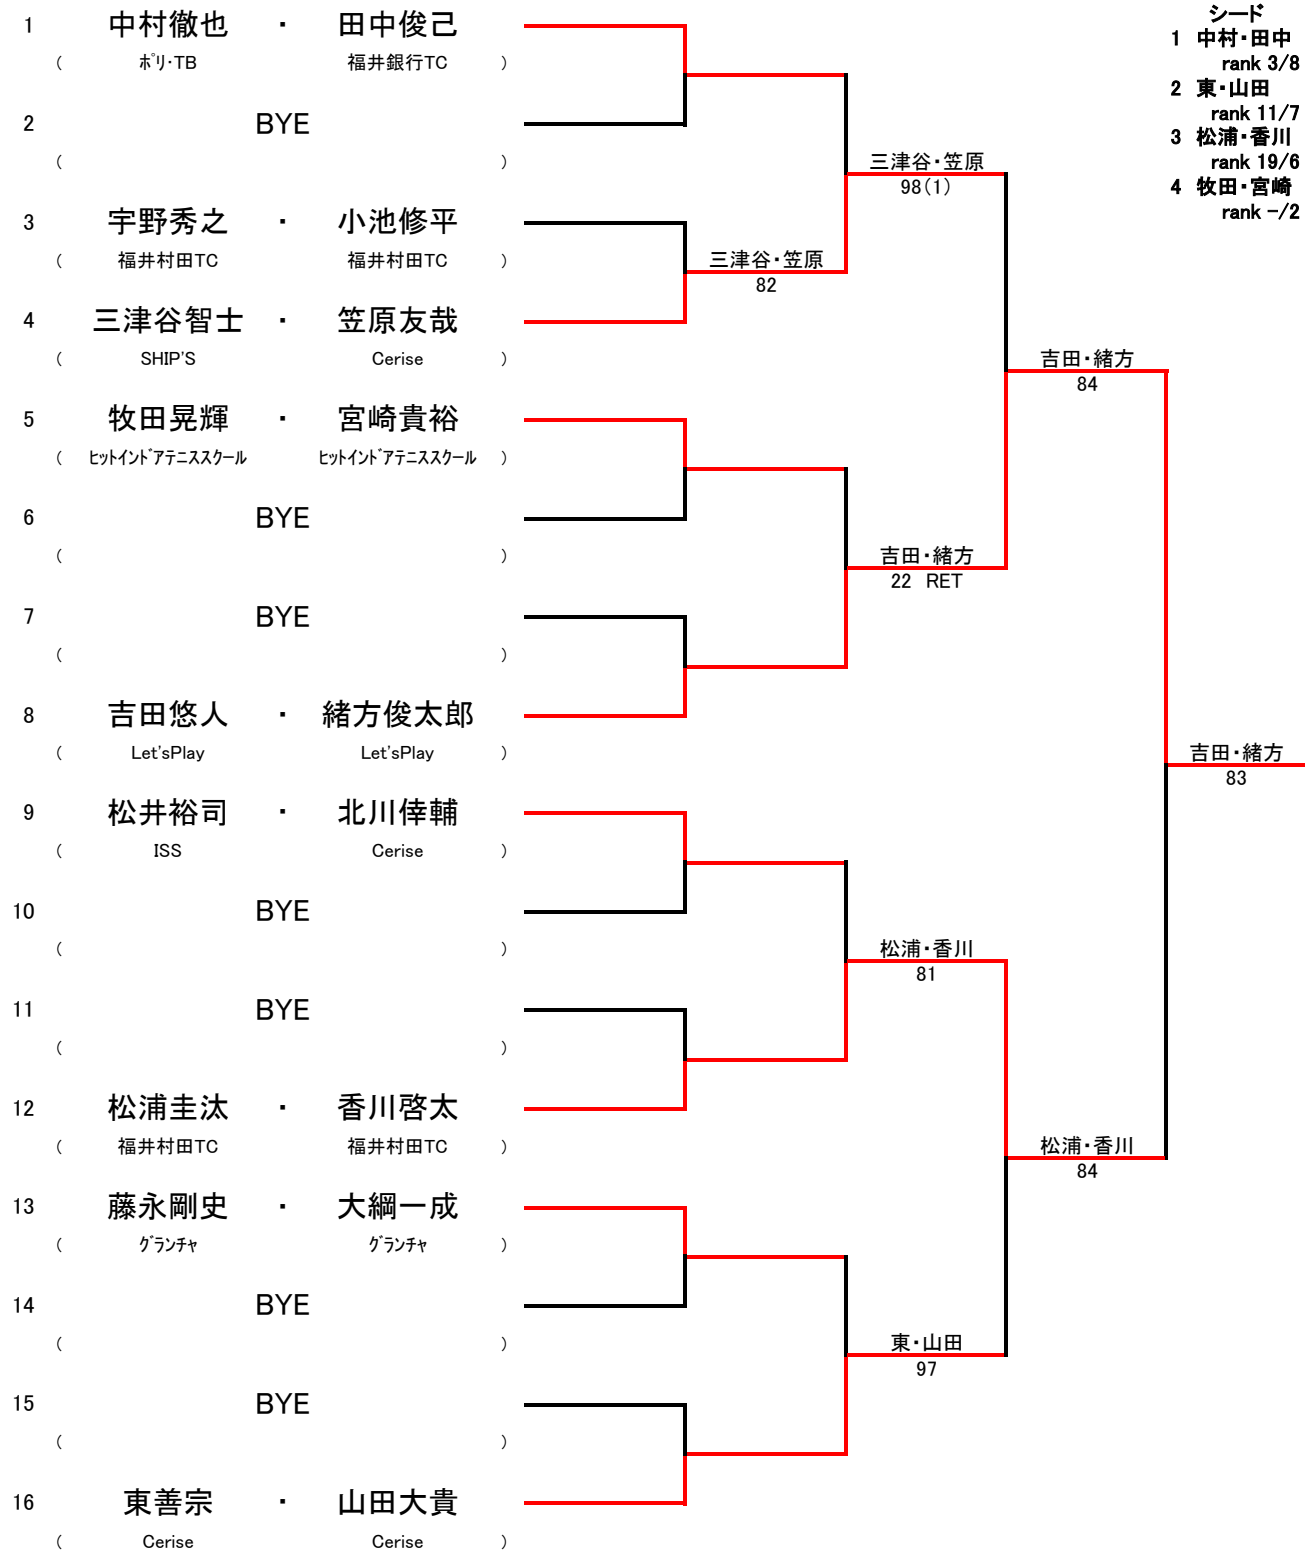 シード
1 中村・田中
rank 3/8
2 東・山田
rank 11/7
3 松浦・香川
rank 19/6
4 牧田・宮崎
rank -/2
1 中村徹也 ・ 田中俊己
( ﾎﾟﾘ･TB 福井銀行TC )
2 BYE
( )
三津谷・笠原
98(1)
3 宇野秀之 ・ 小池修平
( 福井村田TC 福井村田TC )
三津谷・笠原
82
4 三津谷智士 ・ 笠原友哉
( SHIP'S Cerise )
吉田・緒方
84
5 牧田晃輝 ・ 宮崎貴裕
( ﾋｯﾄｲﾝﾄﾞｱﾃﾆｽｽｸｰﾙ ﾋｯﾄｲﾝﾄﾞｱﾃﾆｽｽｸｰﾙ )
6 BYE
( )
吉田・緒方
22 RET
7 BYE
( )
8 吉田悠人 ・ 緒方俊太郎
( Let'sPlay Let'sPlay )
吉田・緒方
83
9 松井裕司 ・ 北川倖輔
( ISS Cerise )
10 BYE
( )
松浦・香川
81
11 BYE
( )
12 松浦圭汰 ・ 香川啓太
( 福井村田TC 福井村田TC )
松浦・香川
84
13 藤永剛史 ・ 大綱一成
( ｸﾞﾗﾝﾁｬ ｸﾞﾗﾝﾁｬ )
14 BYE
( )
東・山田
97
15 BYE
( )
16 東善宗 ・ 山田大貴
( Cerise Cerise )